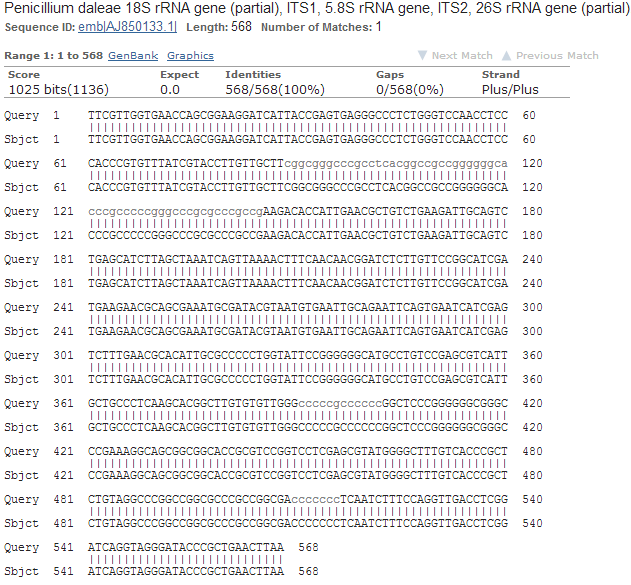 Penicillium daleae 18S rRNA gene (partial), ITS1, 5.8S rRNA gene, ITS2, 26S rRNA gene (partial)
Sequence ID: emb|AJ850133.1| Length: 568 Number of Matches: 1
Range 1: 1 to 568 GenBank Graphics Next Match Previous Match
Score Expect Identities Gaps Strand
1025 bits(1136) 0.0 568/568(100%) 0/568(0%) Plus/Plus
Query 1 TTCGTTGGTGAACCAGCGGAAGGATCATTACCGAGTGAGGGCCCTCTGGGTCCAACCTCC 60
||||||||||||||||||||||||||||||||||||||||||||||||||||||||||||
Sbjct 1 TTCGTTGGTGAACCAGCGGAAGGATCATTACCGAGTGAGGGCCCTCTGGGTCCAACCTCC 60
Query 61 CACCCGTGTTTATCGTACCTTGTTGCTTcggcgggcccgcctcacggccgccggggggca 120
||||||||||||||||||||||||||||||||||||||||||||||||||||||||||||
Sbjct 61 CACCCGTGTTTATCGTACCTTGTTGCTTCGGCGGGCCCGCCTCACGGCCGCCGGGGGGCA 120
Query 121 cccgcccccgggcccgcgcccgccgAAGACACCATTGAACGCTGTCTGAAGATTGCAGTC 180
||||||||||||||||||||||||||||||||||||||||||||||||||||||||||||
Sbjct 121 CCCGCCCCCGGGCCCGCGCCCGCCGAAGACACCATTGAACGCTGTCTGAAGATTGCAGTC 180
Query 181 TGAGCATCTTAGCTAAATCAGTTAAAACTTTCAACAACGGATCTCTTGTTCCGGCATCGA 240
||||||||||||||||||||||||||||||||||||||||||||||||||||||||||||
Sbjct 181 TGAGCATCTTAGCTAAATCAGTTAAAACTTTCAACAACGGATCTCTTGTTCCGGCATCGA 240
Query 241 TGAAGAACGCAGCGAAATGCGATACGTAATGTGAATTGCAGAATTCAGTGAATCATCGAG 300
||||||||||||||||||||||||||||||||||||||||||||||||||||||||||||
Sbjct 241 TGAAGAACGCAGCGAAATGCGATACGTAATGTGAATTGCAGAATTCAGTGAATCATCGAG 300
Query 301 TCTTTGAACGCACATTGCGCCCCCTGGTATTCCGGGGGGCATGCCTGTCCGAGCGTCATT 360
||||||||||||||||||||||||||||||||||||||||||||||||||||||||||||
Sbjct 301 TCTTTGAACGCACATTGCGCCCCCTGGTATTCCGGGGGGCATGCCTGTCCGAGCGTCATT 360
Query 361 GCTGCCCTCAAGCACGGCTTGTGTGTTGGGcccccgccccccGGCTCCCGGGGGGCGGGC 420
||||||||||||||||||||||||||||||||||||||||||||||||||||||||||||
Sbjct 361 GCTGCCCTCAAGCACGGCTTGTGTGTTGGGCCCCCGCCCCCCGGCTCCCGGGGGGCGGGC 420
Query 421 CCGAAAGGCAGCGGCGGCACCGCGTCCGGTCCTCGAGCGTATGGGGCTTTGTCACCCGCT 480
||||||||||||||||||||||||||||||||||||||||||||||||||||||||||||
Sbjct 421 CCGAAAGGCAGCGGCGGCACCGCGTCCGGTCCTCGAGCGTATGGGGCTTTGTCACCCGCT 480
Query 481 CTGTAGGCCCGGCCGGCGCCCGCCGGCGAcccccccTCAATCTTTCCAGGTTGACCTCGG 540
||||||||||||||||||||||||||||||||||||||||||||||||||||||||||||
Sbjct 481 CTGTAGGCCCGGCCGGCGCCCGCCGGCGACCCCCCCTCAATCTTTCCAGGTTGACCTCGG 540
Query 541 ATCAGGTAGGGATACCCGCTGAACTTAA 568
||||||||||||||||||||||||||||
Sbjct 541 ATCAGGTAGGGATACCCGCTGAACTTAA 568